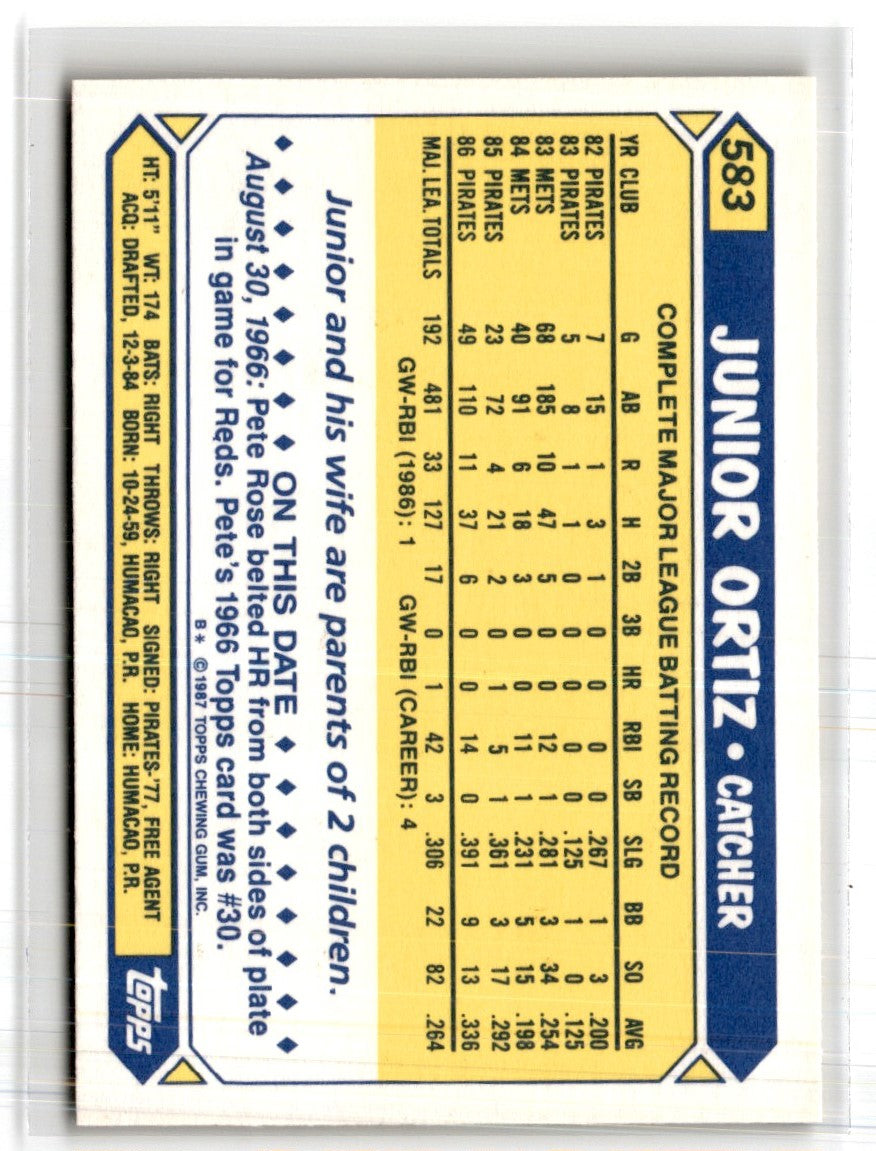 583 JUNIOR ORTIZ • CATCHER
COMPLETE MAJOR LEAGUE BATTING RECORD
YR CLUB G AB R H 2B 3B HR RBI SB SLG BB SO AVG
82 PIRATES 7 15 1 3 1 0 0 0 0 .267 1 3 .200
83 PIRATES 5 8 1 1 0 0 0 0 0 .125 1 0 .125
83 METS 68 185 10 47 5 0 0 12 1 .281 3 34 .254
84 METS 40 91 6 18 3 0 0 11 1 .231 5 15 .198
85 PIRATES 23 72 4 21 2 0 1 5 1 .361 3 17 .292
86 PIRATES 49 110 11 37 6 0 0 14 0 .391 9 13 .336
MAJ. LEA. TOTALS 192 481 33 127 17 0 1 42 3 .306 22 82 .264
GW-RBI (1986): 1 GW-RBI (CAREER): 4
Junior and his wife are parents of 2 children.
ON THIS DATE
August 30, 1966: Pete Rose belted HR from both sides of plate
in game for Reds. Pete's 1966 Topps card was #30.
B* ©1987 TOPPS CHEWING GUM, INC.
HT: 5'11" WT: 174 BATS: RIGHT THROWS: RIGHT SIGNED: PIRATES-'77, FREE AGENT
ACQ: DRAFTED, 12-3-84 BORN: 10-24-59, HUMACAO, P.R. HOME: HUMACAO, P.R.
topps